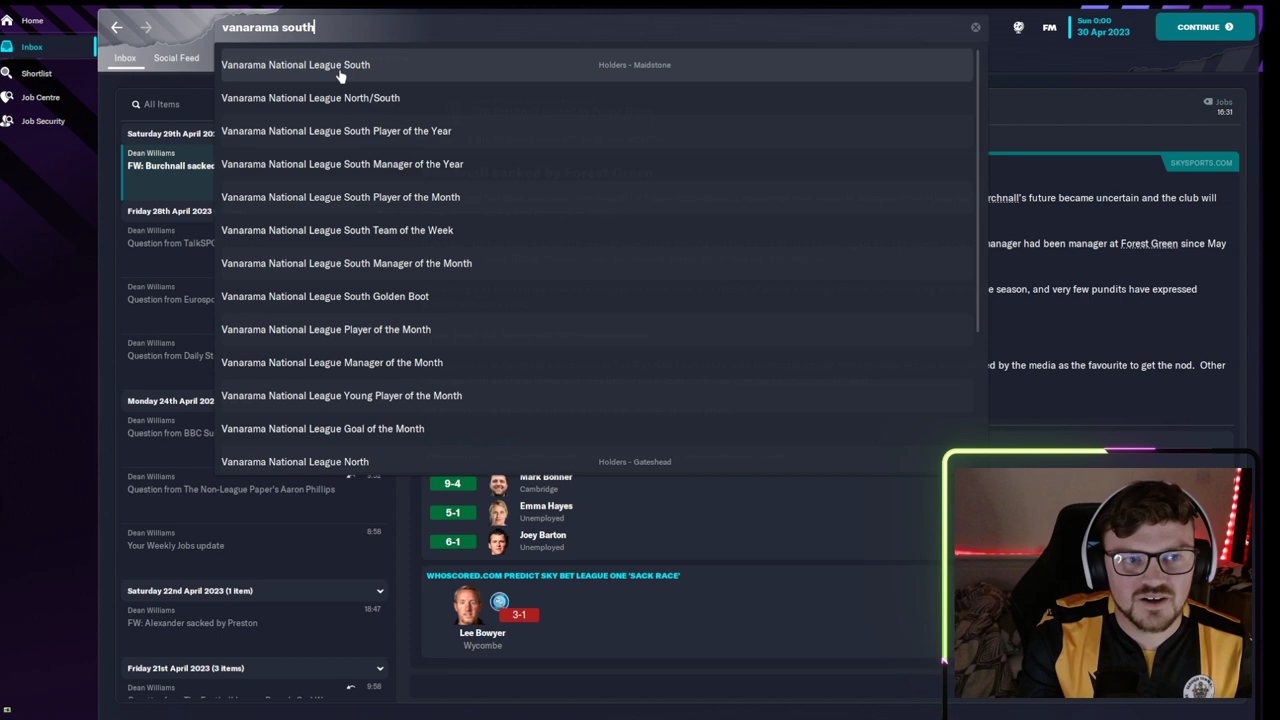 Home
Inbox
Shortlist
Job Centre
Job Security
vanarama south
FM
Sun 0:00
30 Apr 2023
CONTINUE
Inbox
Social Feed
All Items
Vanarama National League South
Holders - Maidstone
Vanarama National League North/South
Vanarama National League South Player of the Year
Vanarama National League South Manager of the Year
Vanarama National League South Player of the Month
Vanarama National League South Team of the Week
Vanarama National League South Manager of the Month
Vanarama National League South Golden Boot
Vanarama National League Player of the Month
Vanarama National League Manager of the Month
Vanarama National League Young Player of the Month
Vanarama National League Goal of the Month
Vanarama National League North
Holders - Gateshead
Saturday 29th April 20
Dean Williams
FW: Burchnall sacked
Friday 28th April 2023
Dean Williams
Question from TalkSPO
Dean Williams
Question from Eurospo
Dean Williams
Question from Daily St
Monday 24th April 202
Dean Williams
Question from BBC Su
Dean Williams
Question from The Non-League Paper's Aaron Phillips
Dean Williams
8:58
Your Weekly Jobs update
Saturday 22nd April 2023 (1 item)
Dean Williams
18:47
FW: Alexander sacked by Preston
Friday 21st April 2023 (3 items)
Dean Williams
9:58
Jobs
16:31
SKYSPORTS.COM
rchnall's future became uncertain and the club will
anager had been manager at Forest Green since May
e season, and very few pundits have expressed
d by the media as the favourite to get the nod. Other
9-4
Mark Bonner
Cambridge
5-1
Emma Hayes
Unemployed
6-1
Joey Barton
Unemployed
WHOSCORED.COM PREDICT SKY BET LEAGUE ONE 'SACK RACE'
3-1
Lee Bowyer
Wycombe